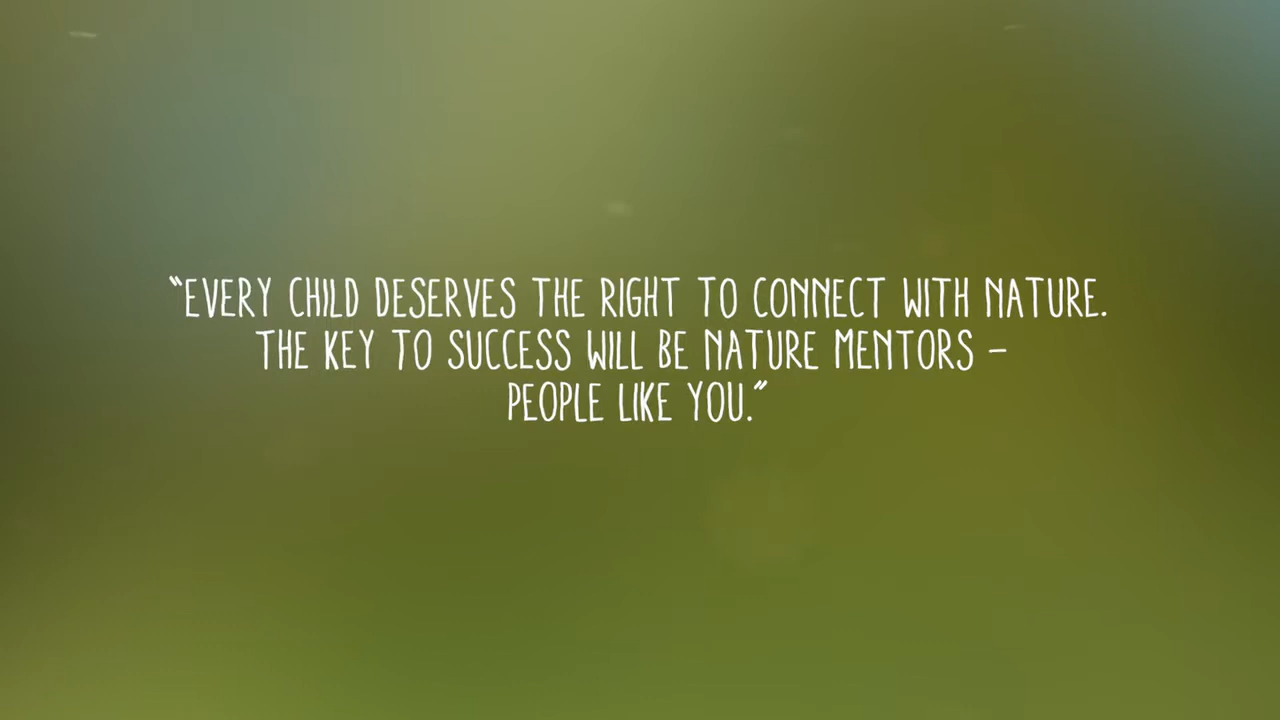 “EVERY CHILD DESERVES THE RIGHT TO CONNECT WITH NATURE.
THE KEY TO SUCCESS WILL BE NATURE MENTORS –
PEOPLE LIKE YOU.”